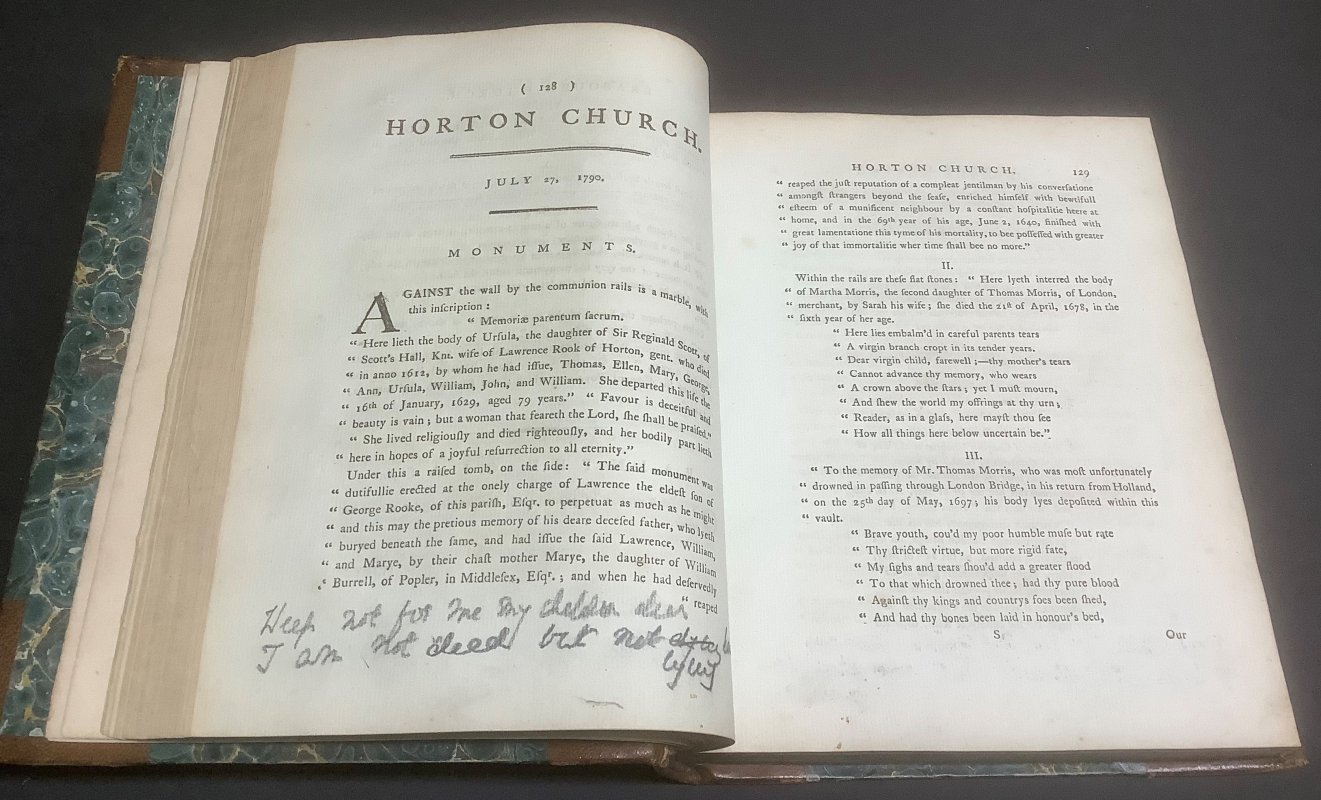 ( 128 )
HORTON CHURCH.
JULY 27, 1790.
MONUMENTS.
AGAINST the wall by the communion rails is a marble, with
this inſcription :
“ Memoriæ parentum ſacrum.
“ Here lieth the body of Urſula, the daughter of Sir Reginald Scott, of
“ Scott's Hall, Knt. wife of Lawrence Rook of Horton, gent. who died
“ in anno 1612, by whom he had iſſue, Thomas, Ellen, Mary, George,
“ Ann, Urſula, William, John, and William. She departed this life the
“ 16th of January, 1629, aged 79 years.” “ Favour is deceitful and
“ beauty is vain ; but a woman that feareth the Lord, ſhe ſhall be praiſed.”
“ She lived religiouſly and died righteouſly, and her bodily part lieth
“ here in hopes of a joyful reſurrection to all eternity.”
Under this a raiſed tomb, on the ſide : “ The ſaid monument was
“ dutifullie erected at the onely charge of Lawrence the eldeſt ſon of
“ George Rooke, of this pariſh, Eſqr. to perpetuat as much as he might
“ and this may the pretious memory of his deare deceſed father, who lyeth
“ buryed beneath the ſame, and had iſſue the ſaid Lawrence, William,
“ and Marye, by their chaſt mother Marye, the daughter of William
“ Burrell, of Popler, in Middleſex, Eſqr. ; and when he had deſervedly
“ reaped
Weep not for me my children dear
I am not dead but not
lying
HORTON CHURCH. 129
“ reaped the juſt reputation of a compleat jentilman by his converſatione
“ amongſt ſtrangers beyond the ſeaſe, enriched himſelf with bewtifull
“ eſteem of a munificent neighbour by a conſtant hoſpitalitie heere at
“ home, and in the 69th year of his age, June 2, 1640, finiſhed with
“ great lamentatione this tyme of his mortality, to bee poſſeſſed with greater
“ joy of that immortalitie wher time ſhall bee no more.”
II.
Within the rails are theſe flat ſtones : “ Here lyeth interred the body
“ of Martha Morris, the ſecond daughter of Thomas Morris, of London,
“ merchant, by Sarah his wife ; ſhe died the 21ſt of April, 1678, in the
“ ſixth year of her age.
“ Here lies embalm'd in careful parents tears
“ A virgin branch cropt in its tender years.
“ Dear virgin child, farewell ;—thy mother's tears
“ Cannot advance thy memory, who wears
“ A crown above the ſtars ; yet I muſt mourn,
“ And ſhew the world my offrings at thy urn ;
“ Reader, as in a glaſs, here mayſt thou ſee
“ How all things here below uncertain be.”
III.
“ To the memory of Mr. Thomas Morris, who was moſt unfortunately
“ drowned in paſſing through London Bridge, in his return from Holland,
“ on the 25th day of May, 1697 ; his body lyes depoſited within this
“ vault.
“ Brave youth, cou'd my poor humble muſe but rate
“ Thy ſtricteſt virtue, but more rigid fate,
“ My ſighs and tears ſhou'd add a greater flood
“ To that which drowned thee ; had thy pure blood
“ Againſt thy kings and countrys foes been ſhed,
“ And had thy bones been laid in honour's bed,
S Our